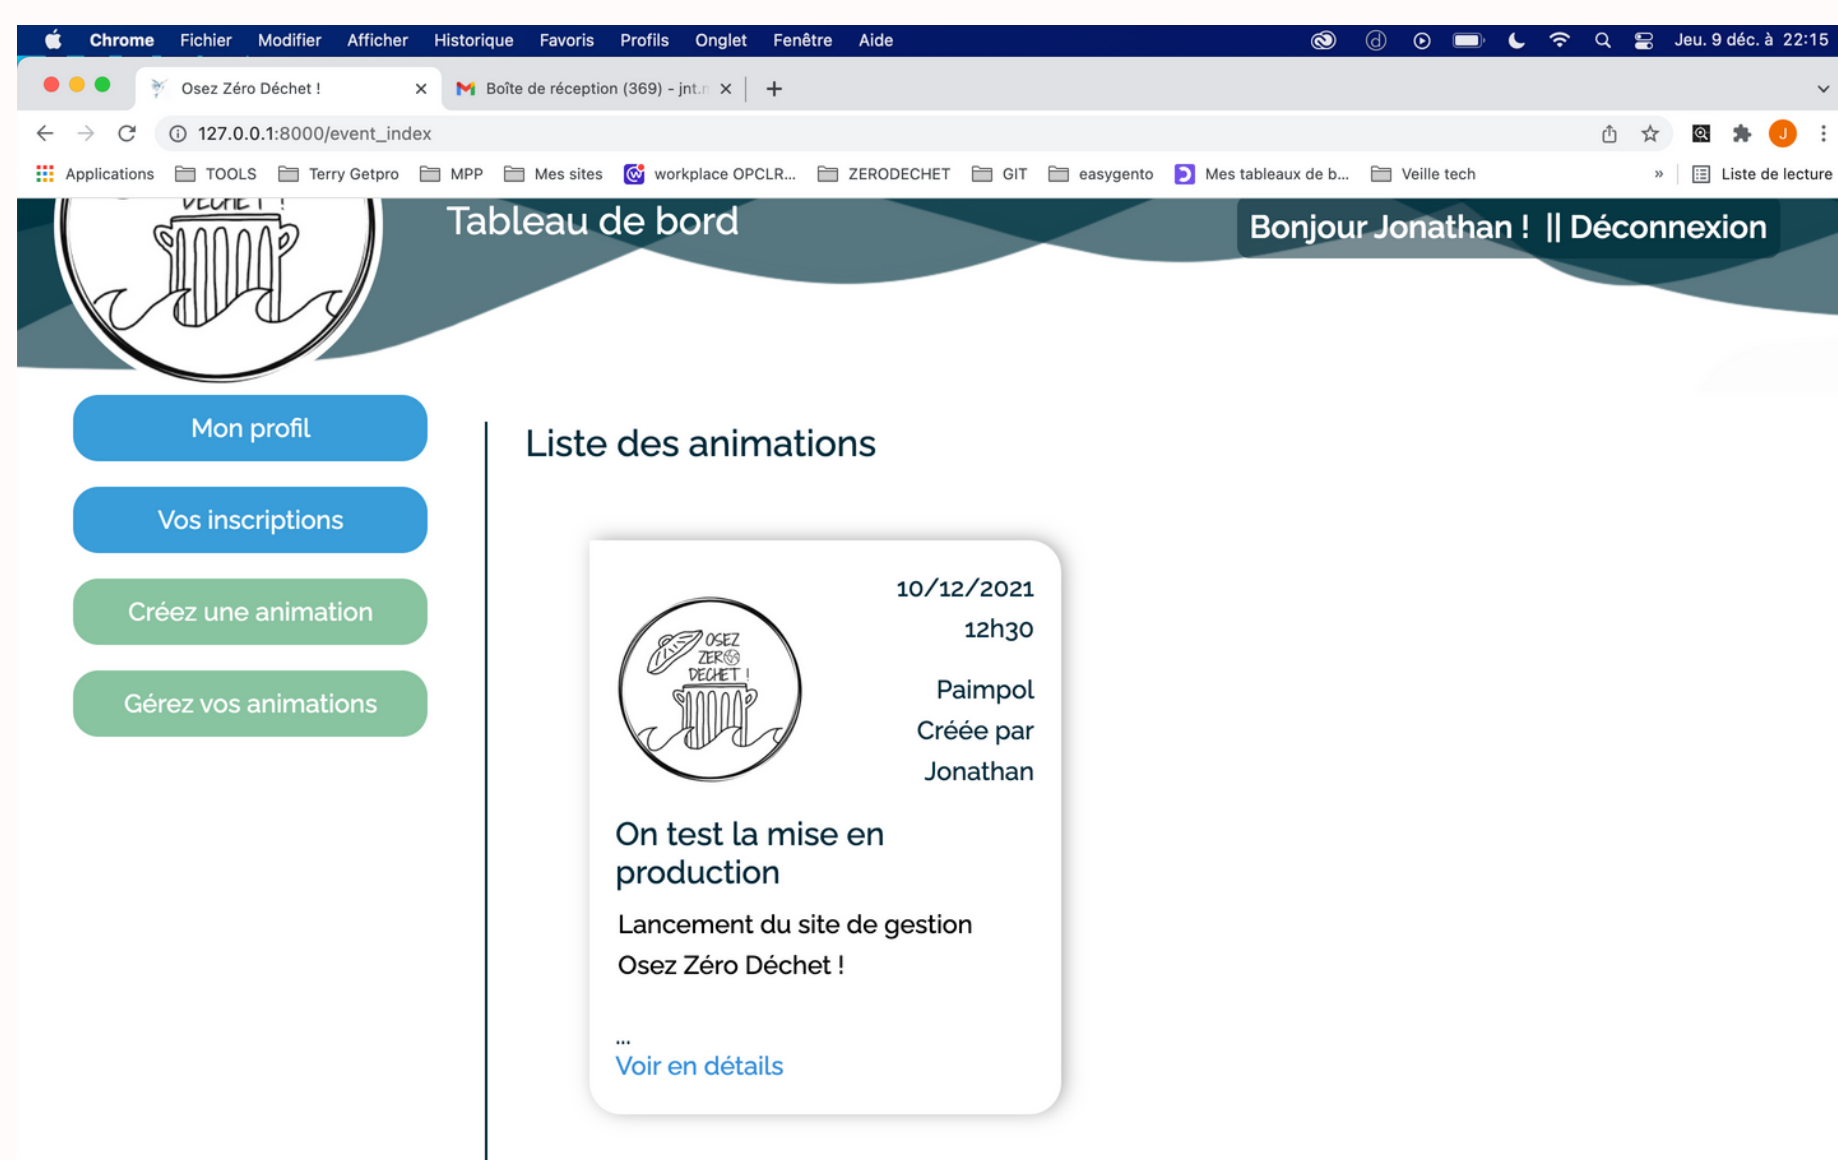 Chrome Fichier Modifier Afficher Historique Favoris Profils Onglet Fenêtre Aide Jeu. 9 déc. à 22:15
Osez Zéro Déchet ! Boîte de réception (369) - jnt.
127.0.0.1:8000/event_index J
Applications TOOLS Terry Getpro MPP Mes sites workplace OPCLR... ZERODECHET GIT easygento Mes tableaux de b... Veille tech » Liste de lecture
DECHET !
Tableau de bord
Bonjour Jonathan ! || Déconnexion
Mon profil
Vos inscriptions
Créez une animation
Gérez vos animations
Liste des animations
OSEZ
ZERO
DECHET !
10/12/2021
12h30
Paimpol
Créée par
Jonathan
On test la mise en
production
Lancement du site de gestion
Osez Zéro Déchet !
...
Voir en détails